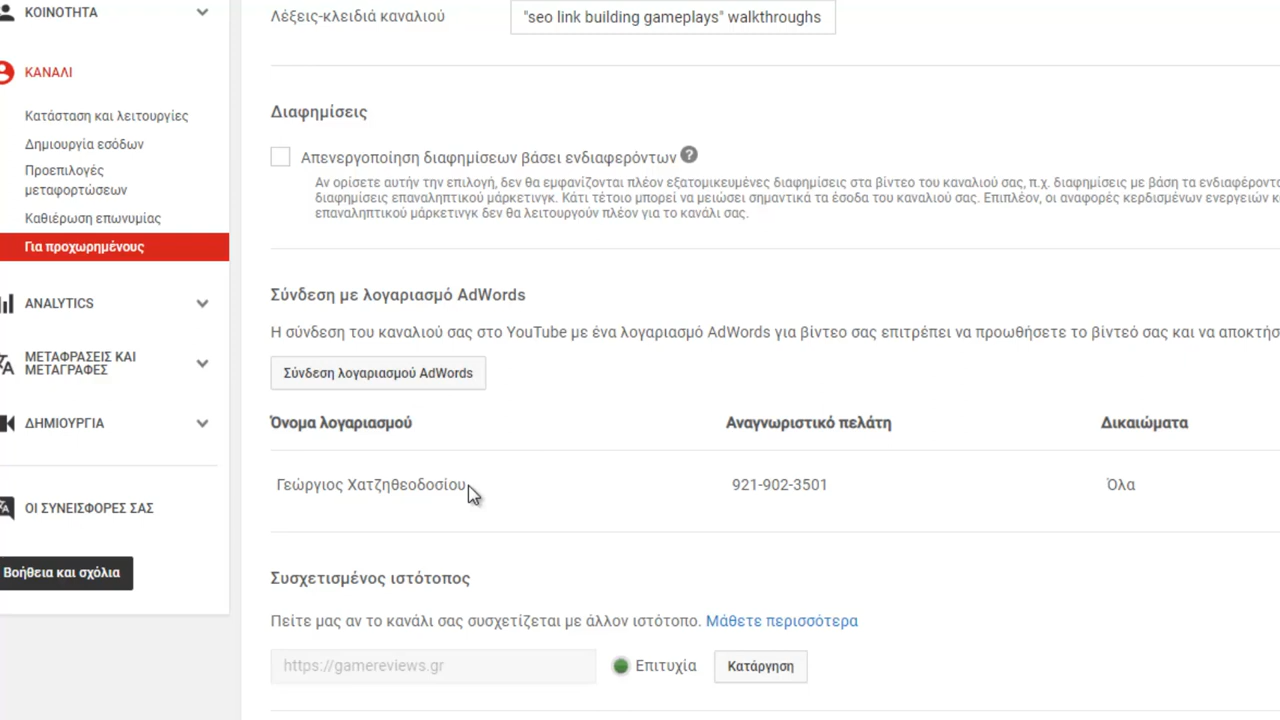 ΚΟΙΝΟΤΗΤΑ
ΚΑΝΑΛΙ
Κατάσταση και λειτουργίες
Δημιουργία εσόδων
Προεπιλογές
μεταφορτώσεων
Καθιέρωση επωνυμίας
Για προχωρημένους
ANALYTICS
ΜΕΤΑΦΡΑΣΕΙΣ ΚΑΙ
ΜΕΤΑΓΡΑΦΕΣ
ΔΗΜΙΟΥΡΓΙΑ
ΟΙ ΣΥΝΕΙΣΦΟΡΕΣ ΣΑΣ
Βοήθεια και σχόλια
Λέξεις-κλειδιά καναλιού
"seo link building gameplays" walkthroughs
Διαφημίσεις
Απενεργοποίηση διαφημίσεων βάσει ενδιαφερόντων ?
Αν ορίσετε αυτήν την επιλογή, δεν θα εμφανίζονται πλέον εξατομικευμένες διαφημίσεις στα βίντεο του καναλιού σας, π.χ. διαφημίσεις με βάση τα ενδιαφέροντα
διαφημίσεις επαναληπτικού μάρκετινγκ. Κάτι τέτοιο μπορεί να μειώσει σημαντικά τα έσοδα του καναλιού σας. Επιπλέον, οι αναφορές κερδισμένων ενεργειών κ
επαναληπτικού μάρκετινγκ δεν θα λειτουργούν πλέον για το κανάλι σας.
Σύνδεση με λογαριασμό AdWords
Η σύνδεση του καναλιού σας στο YouTube με ένα λογαριασμό AdWords για βίντεο σας επιτρέπει να προωθήσετε το βίντεό σας και να αποκτήσ
Σύνδεση λογαριασμού AdWords
Όνομα λογαριασμού Αναγνωριστικό πελάτη Δικαιώματα
Γεώργιος Χατζηθεοδοσίου 921-902-3501 Όλα
Συσχετισμένος ιστότοπος
Πείτε μας αν το κανάλι σας συσχετίζεται με άλλον ιστότοπο. Μάθετε περισσότερα
https://gamereviews.gr Επιτυχία Κατάργηση